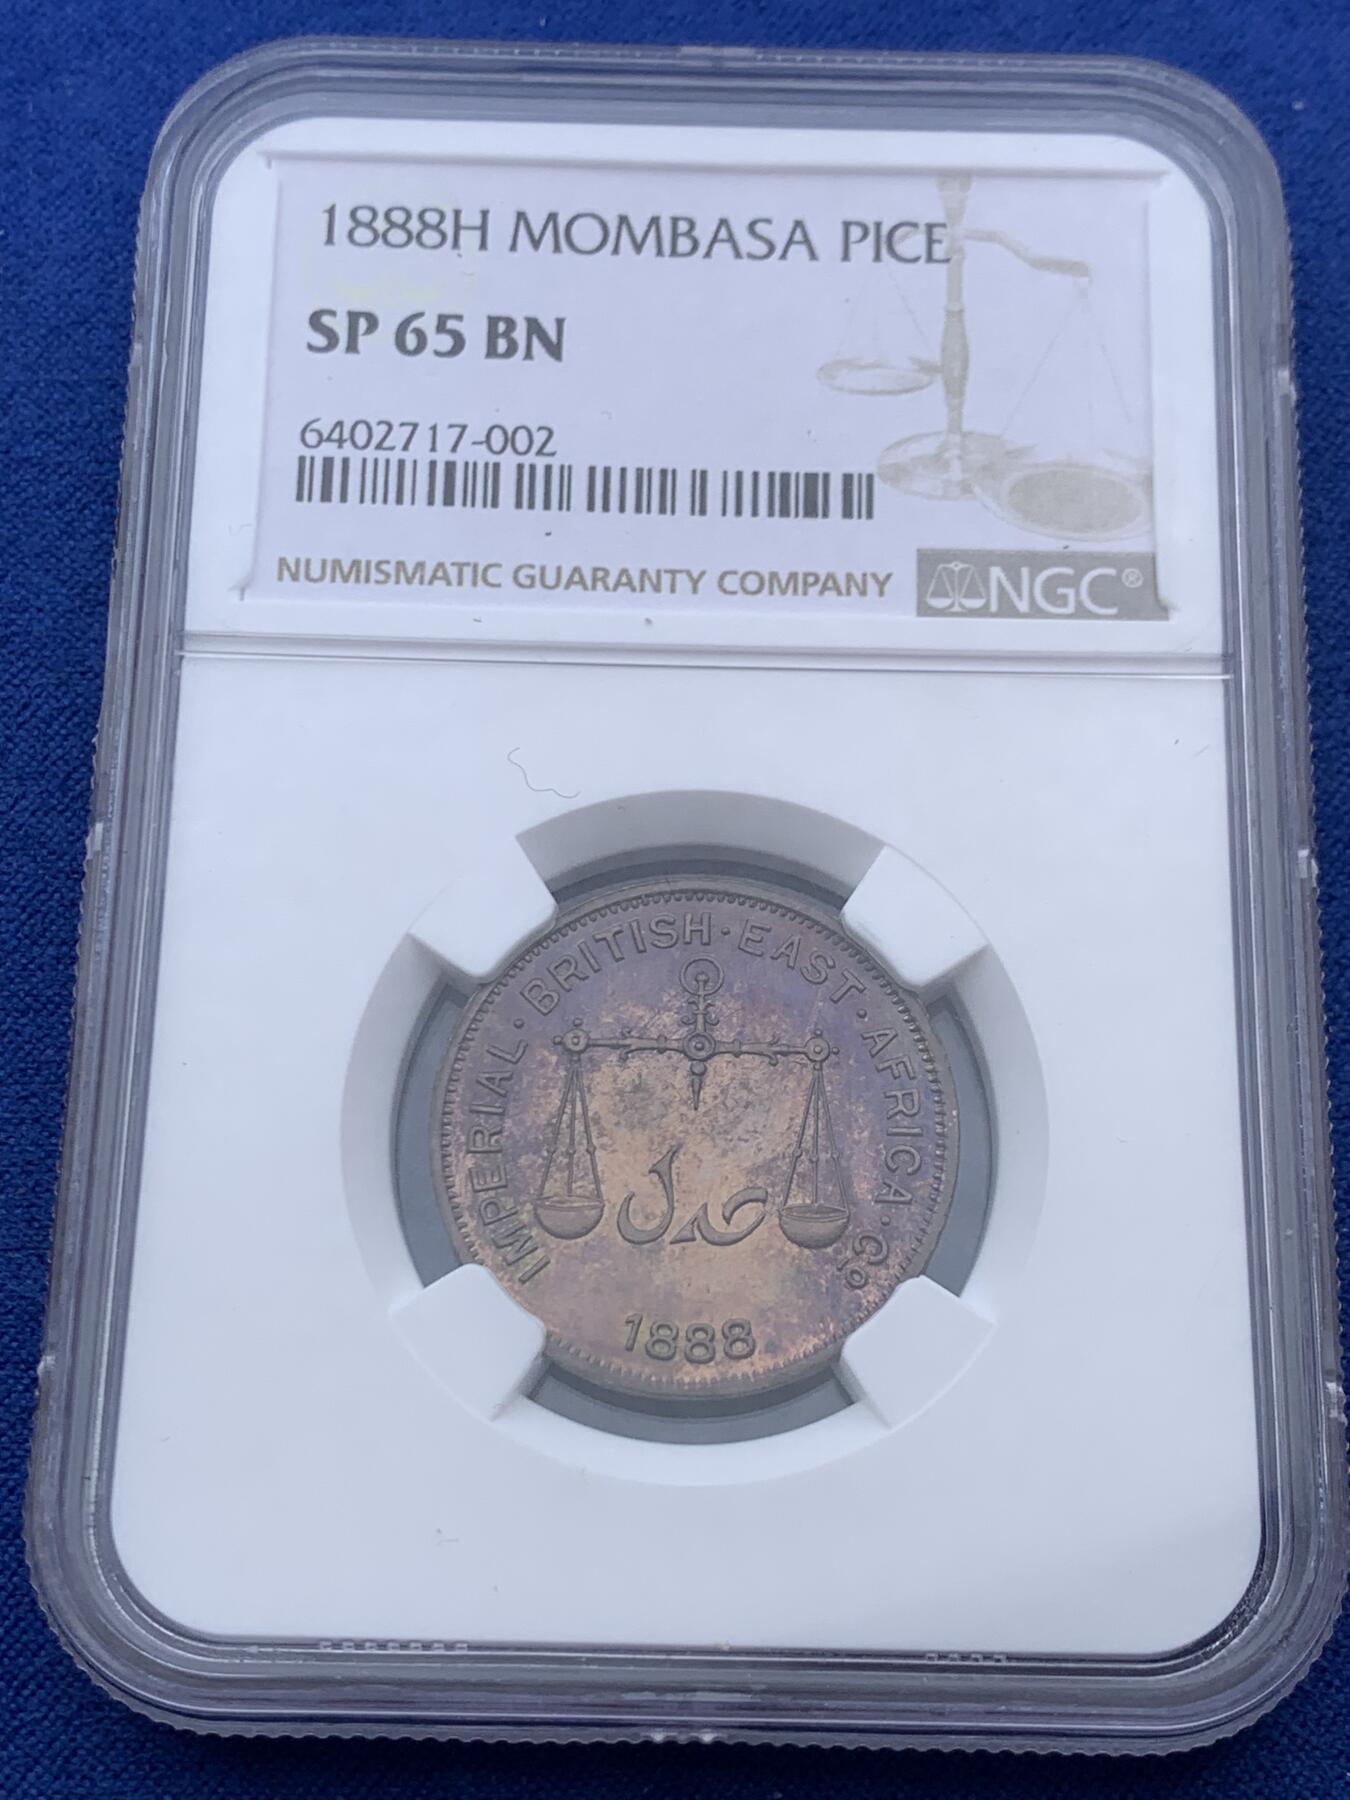 1888H MOMBASA PICE
SP 65 BN
6402717-002
NUMISMATIC GUARANTY COMPANY
NGC®
IMPERIAL·BRITISH·EAST·AFRICA·Co
عدل
1888